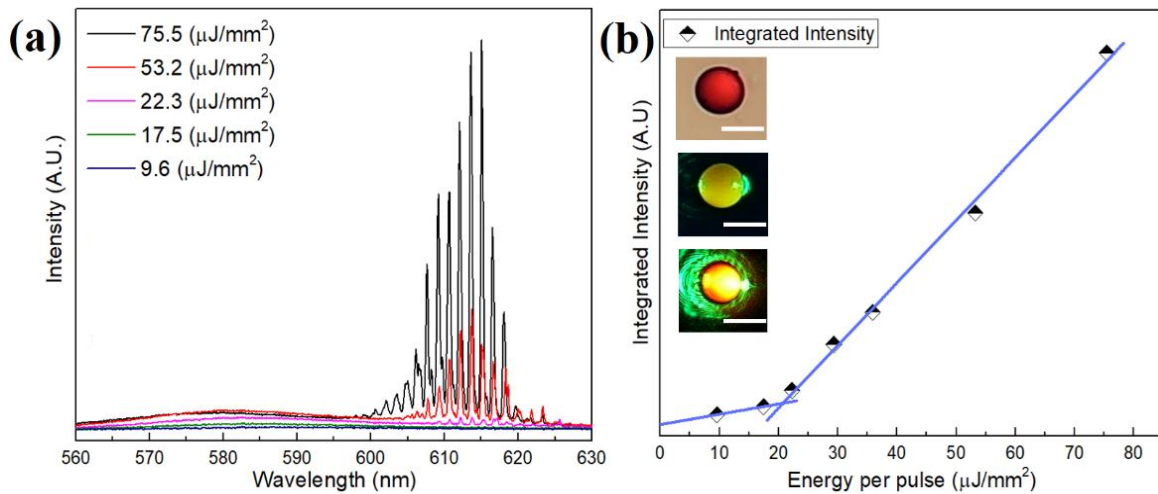 (a)
75.5 (μJ/mm²)
53.2 (μJ/mm²)
22.3 (μJ/mm²)
17.5 (μJ/mm²)
9.6 (μJ/mm²)
Intensity (A.U.)
560 570 580 590 600 610 620 630
Wavelength (nm)
(b)
Integrated Intensity
Integrated Intensity (A.U)
0 10 20 30 40 50 60 70 80
Energy per pulse (μJ/mm²)